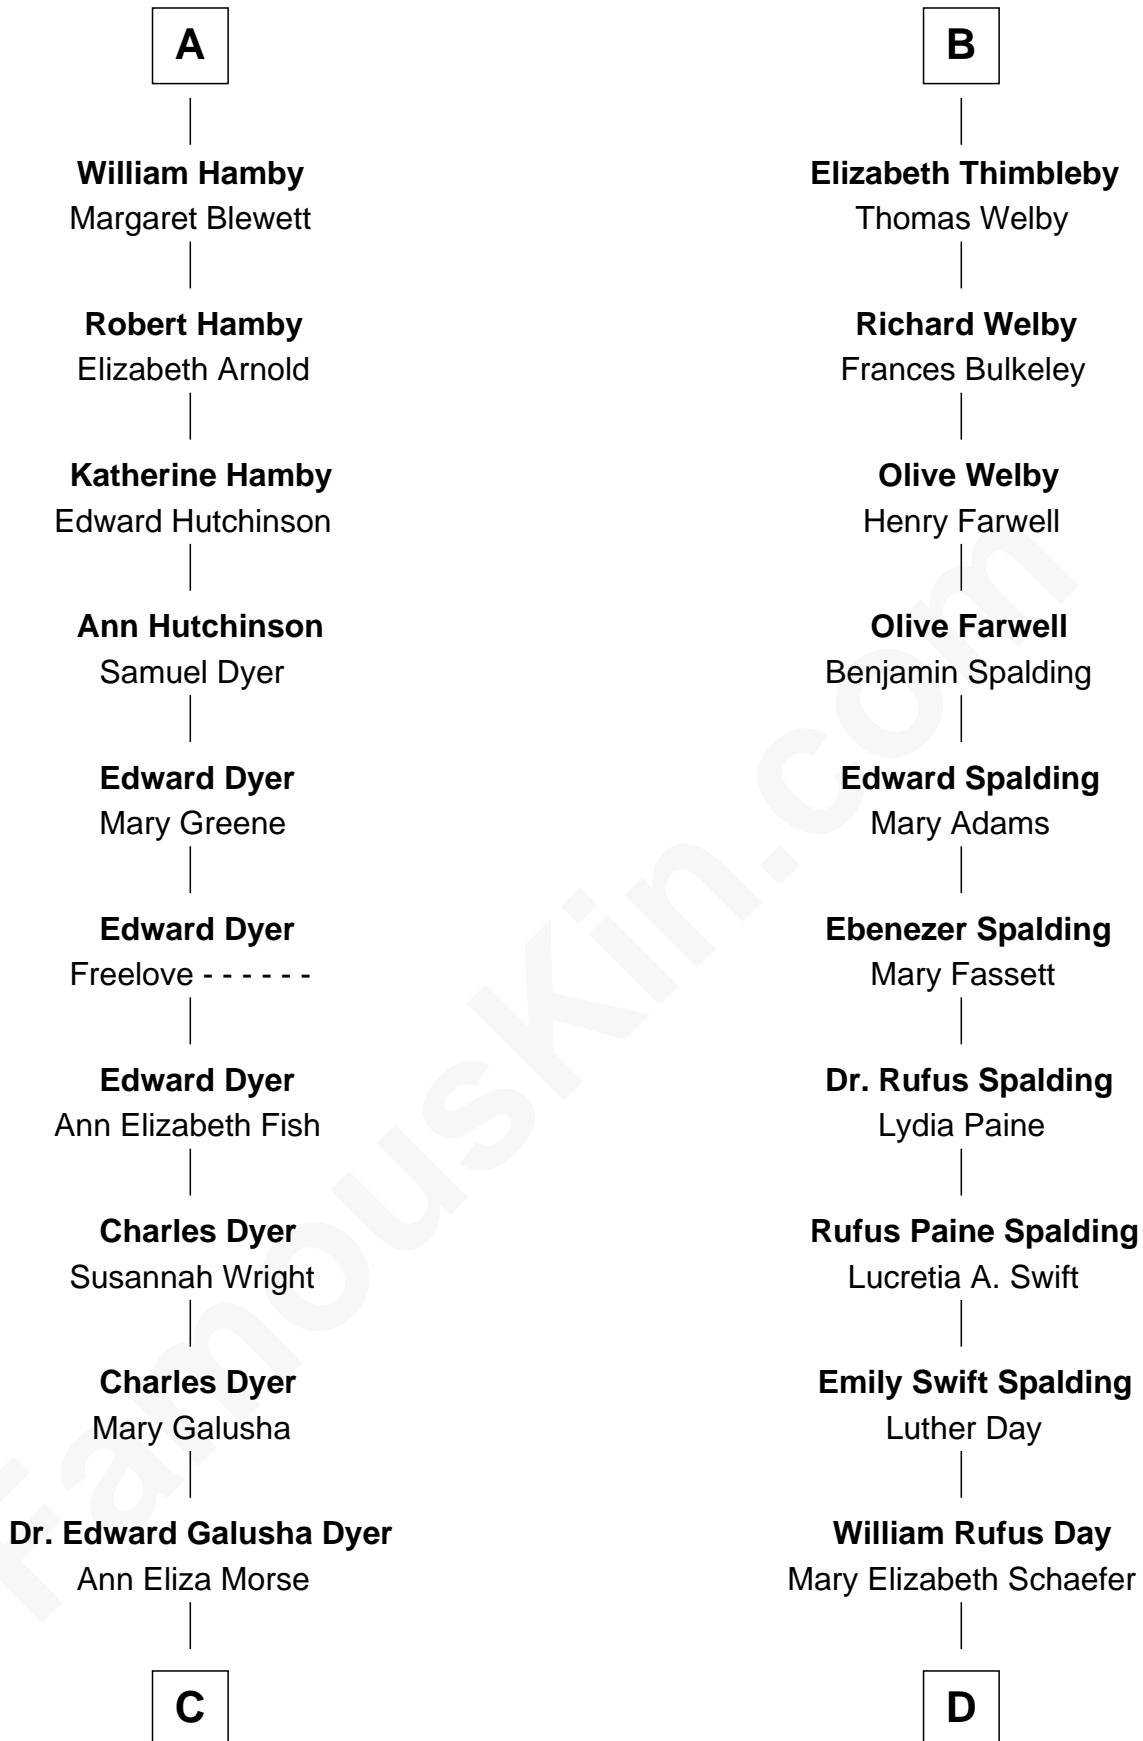 A
William Hamby
Margaret Blewett
Robert Hamby
Elizabeth Arnold
Katherine Hamby
Edward Hutchinson
Ann Hutchinson
Samuel Dyer
Edward Dyer
Mary Greene
Edward Dyer
Freelove - - - - - -
Edward Dyer
Ann Elizabeth Fish
Charles Dyer
Susannah Wright
Charles Dyer
Mary Galusha
Dr. Edward Galusha Dyer
Ann Eliza Morse
C
B
Elizabeth Thimbleby
Thomas Welby
Richard Welby
Frances Bulkeley
Olive Welby
Henry Farwell
Olive Farwell
Benjamin Spalding
Edward Spalding
Mary Adams
Ebenezer Spalding
Mary Fassett
Dr. Rufus Spalding
Lydia Paine
Rufus Paine Spalding
Lucretia A. Swift
Emily Swift Spalding
Luther Day
William Rufus Day
Mary Elizabeth Schaefer
D
FamousKin.com